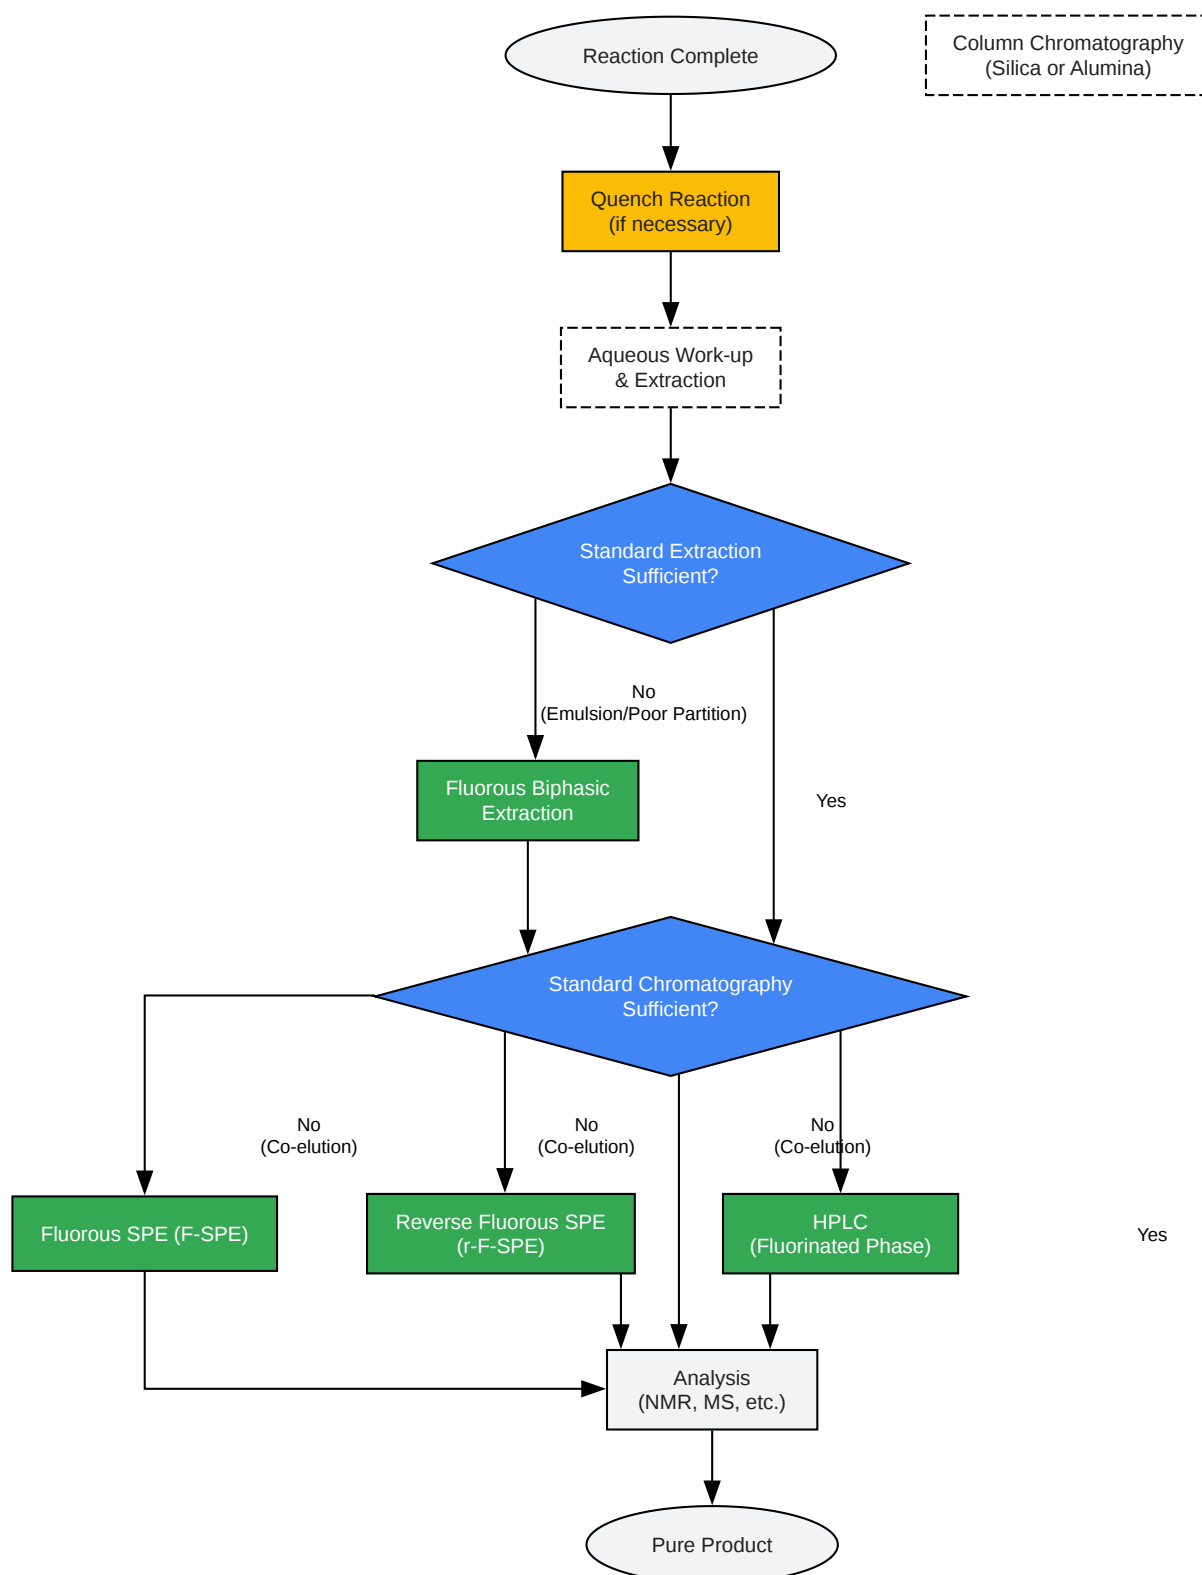 Reaction Complete
Column Chromatography
(Silica or Alumina)
Quench Reaction
(if necessary)
Aqueous Work-up
& Extraction
Standard Extraction
Sufficient?
No
(Emulsion/Poor Partition)
Fluorous Biphasic
Extraction
Yes
Standard Chromatography
Sufficient?
No
(Co-elution)
No
(Co-elution)
No
(Co-elution)
Fluorous SPE (F-SPE)
Reverse Fluorous SPE
(r-F-SPE)
HPLC
(Fluorinated Phase)
Yes
Analysis
(NMR, MS, etc.)
Pure Product